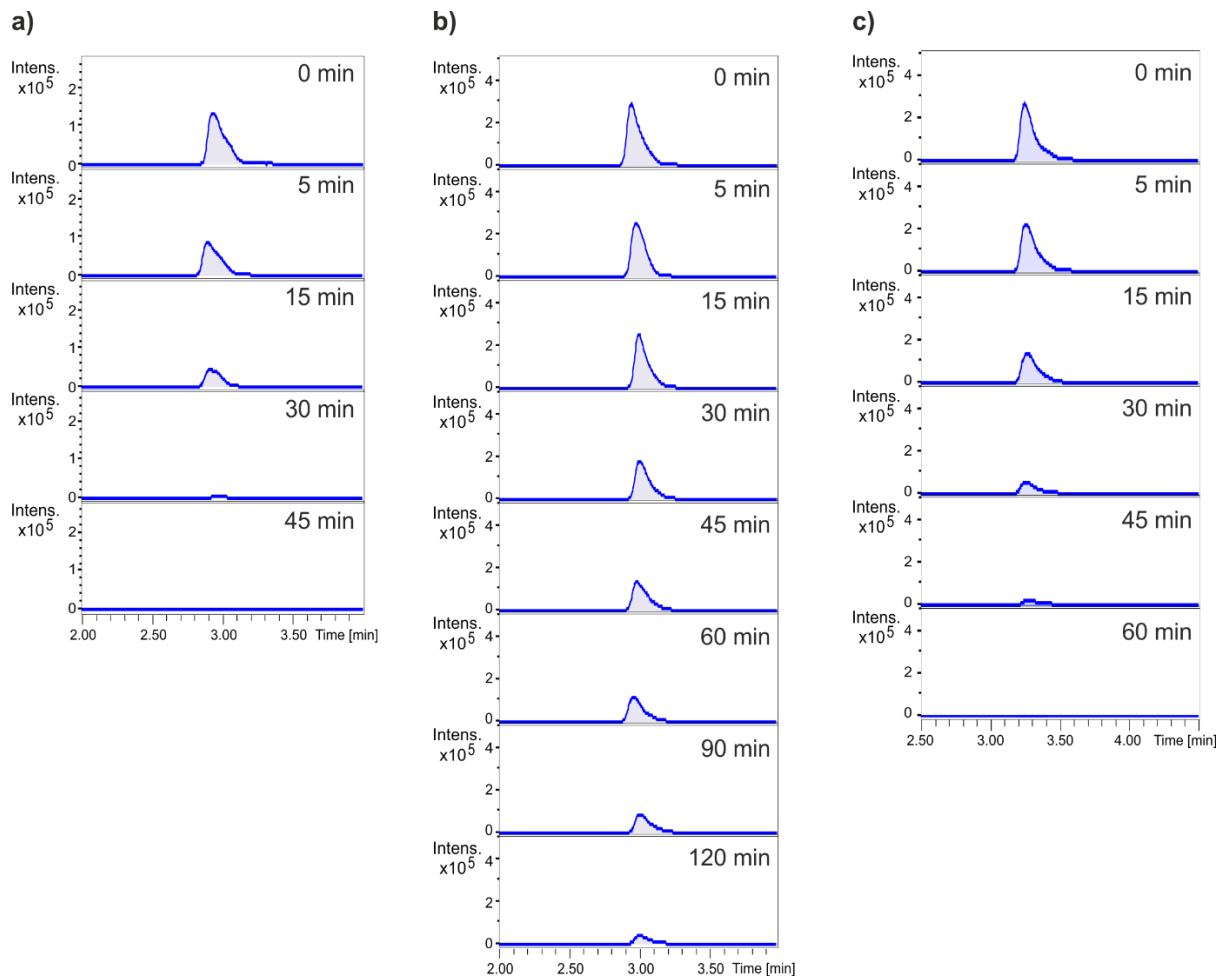 a)
Intens.
x10^5
2
1
0
0 min
Intens.
x10^5
2
1
0
5 min
Intens.
x10^5
2
1
0
15 min
Intens.
x10^5
2
1
0
30 min
Intens.
x10^5
2
1
0
45 min
2.00 2.50 3.00 3.50 Time [min]
b)
Intens.
x10^5
4
2
0
0 min
Intens.
x10^5
4
2
0
5 min
Intens.
x10^5
4
2
0
15 min
Intens.
x10^5
4
2
0
30 min
Intens.
x10^5
4
2
0
45 min
Intens.
x10^5
4
2
0
60 min
Intens.
x10^5
4
2
0
90 min
Intens.
x10^5
4
2
0
120 min
2.00 2.50 3.00 3.50 Time [min]
c)
Intens.
x10^5
4
2
0
0 min
Intens.
x10^5
4
2
0
5 min
Intens.
x10^5
4
2
0
15 min
Intens.
x10^5
4
2
0
30 min
Intens.
x10^5
4
2
0
45 min
Intens.
x10^5
4
2
0
60 min
2.50 3.00 3.50 4.00 Time [min]